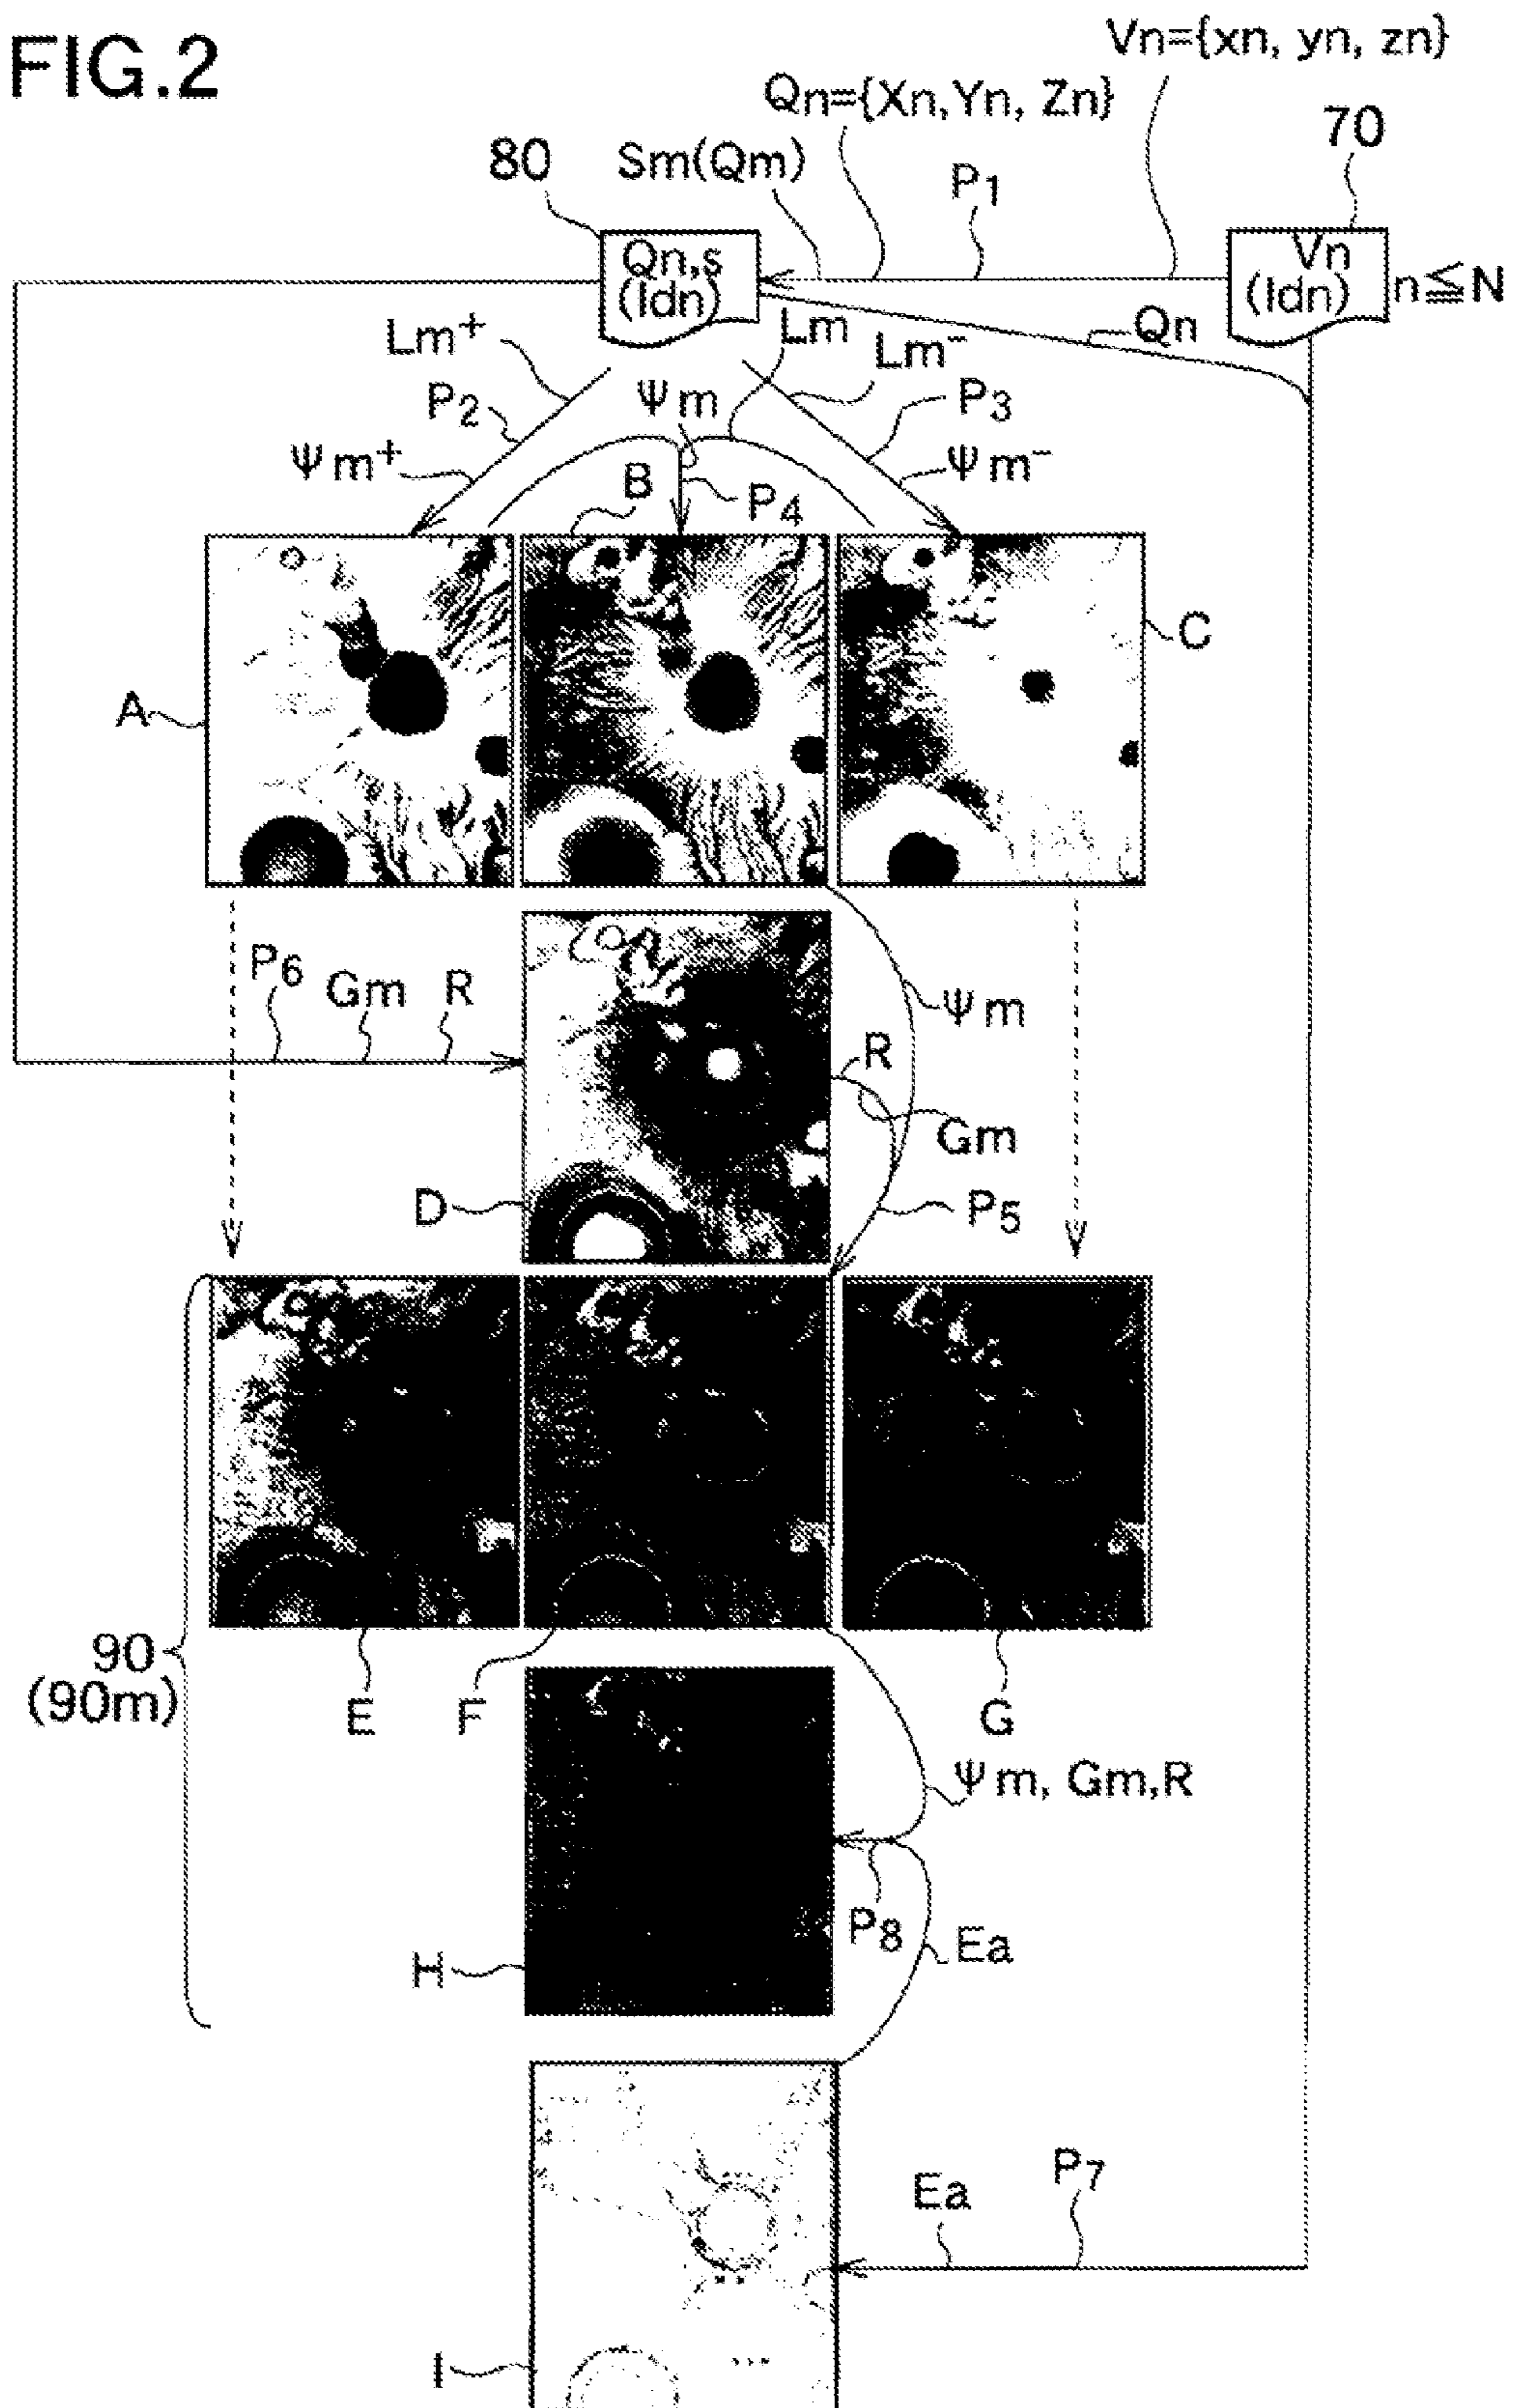 FIG.2
Vn={xn, yn, zn}
Qn={Xn,Yn, Zn}
80
Sm(Qm)
P1
70
Qn,s
(Idn)
Vn
(Idn)
n≦N
Lm+
Lm
Lm-
Qn
P2
Ψm
P3
Ψm+
B
P4
Ψm-
A
C
P6
Gm
R
Ψm
R
Gm
D
P5
90
(90m)
E
F
G
Ψm, Gm,R
P8
H
Ea
Ea
P7
I